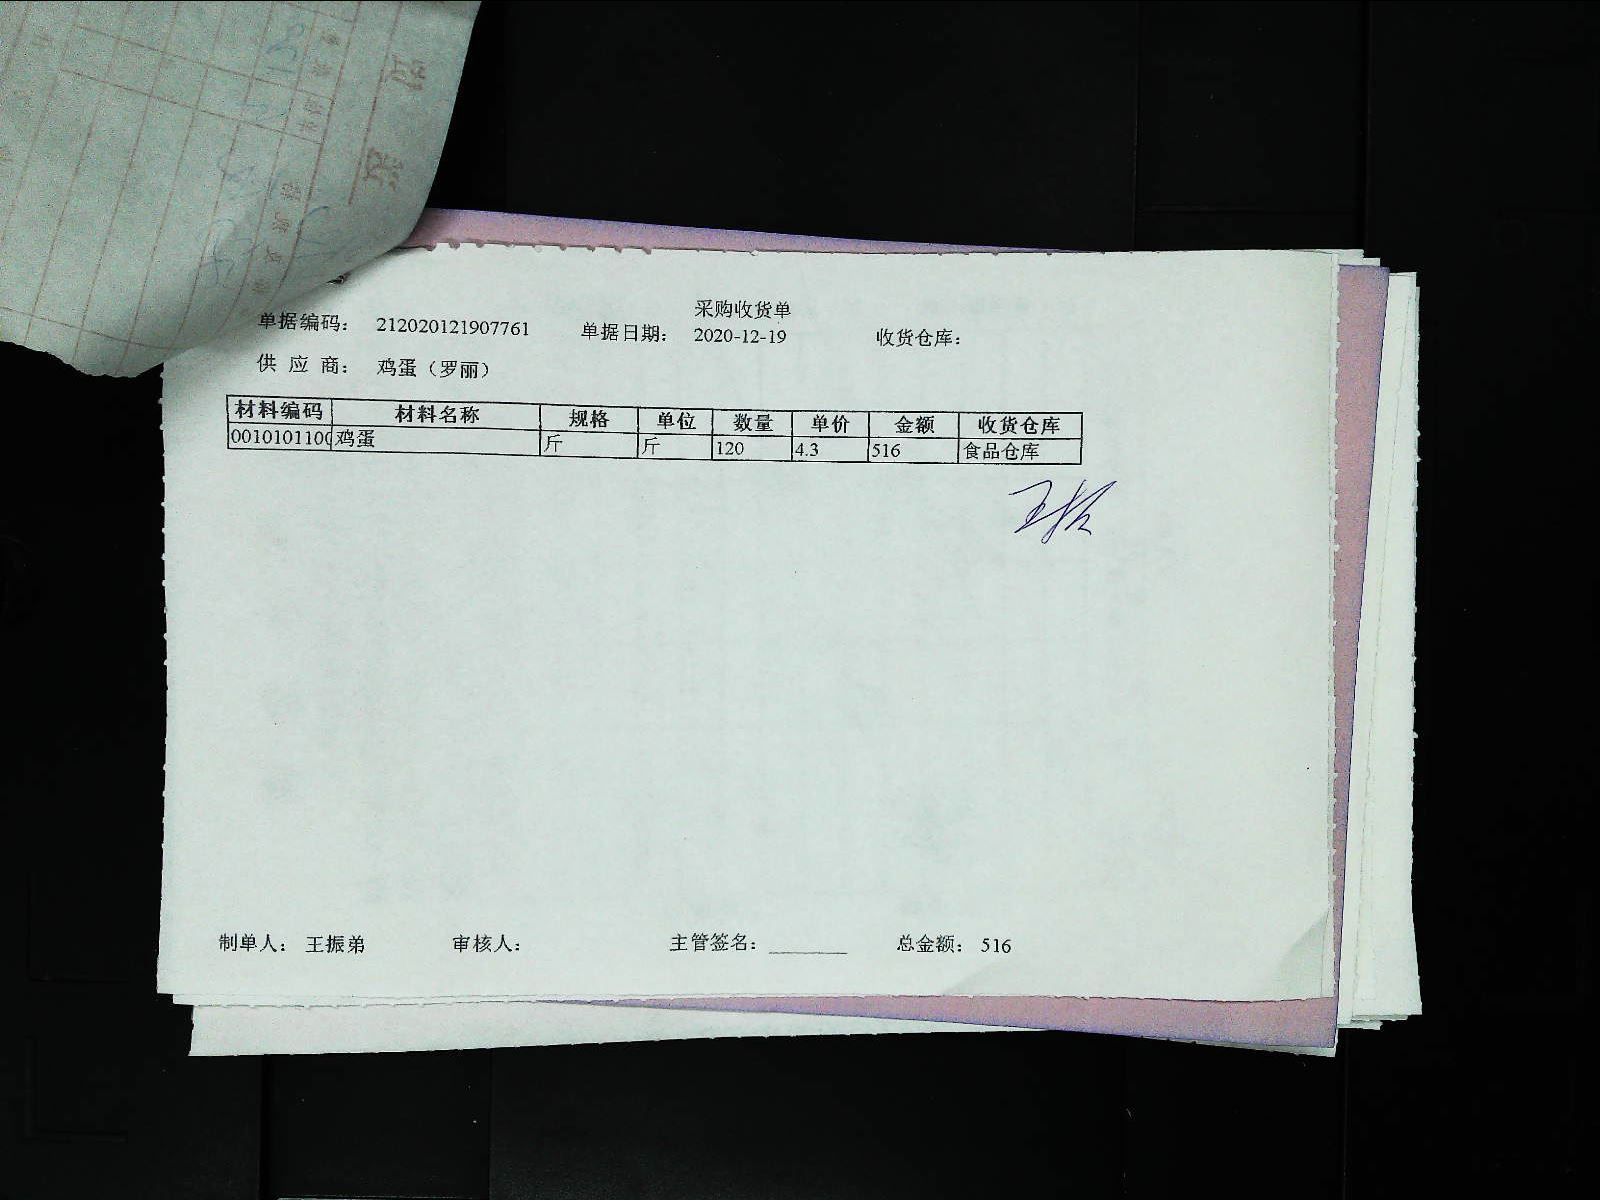 采购收货单
单据编码： 212020121907761 单据日期： 2020-12-19 收货仓库：
供 应 商： 鸡蛋（罗丽）
材料编码 材料名称 规格 单位 数量 单价 金额 收货仓库
0010101100 鸡蛋 斤 斤 120 4.3 516 食品仓库
制单人： 王振弟 审核人： 主管签名： 总金额： 516